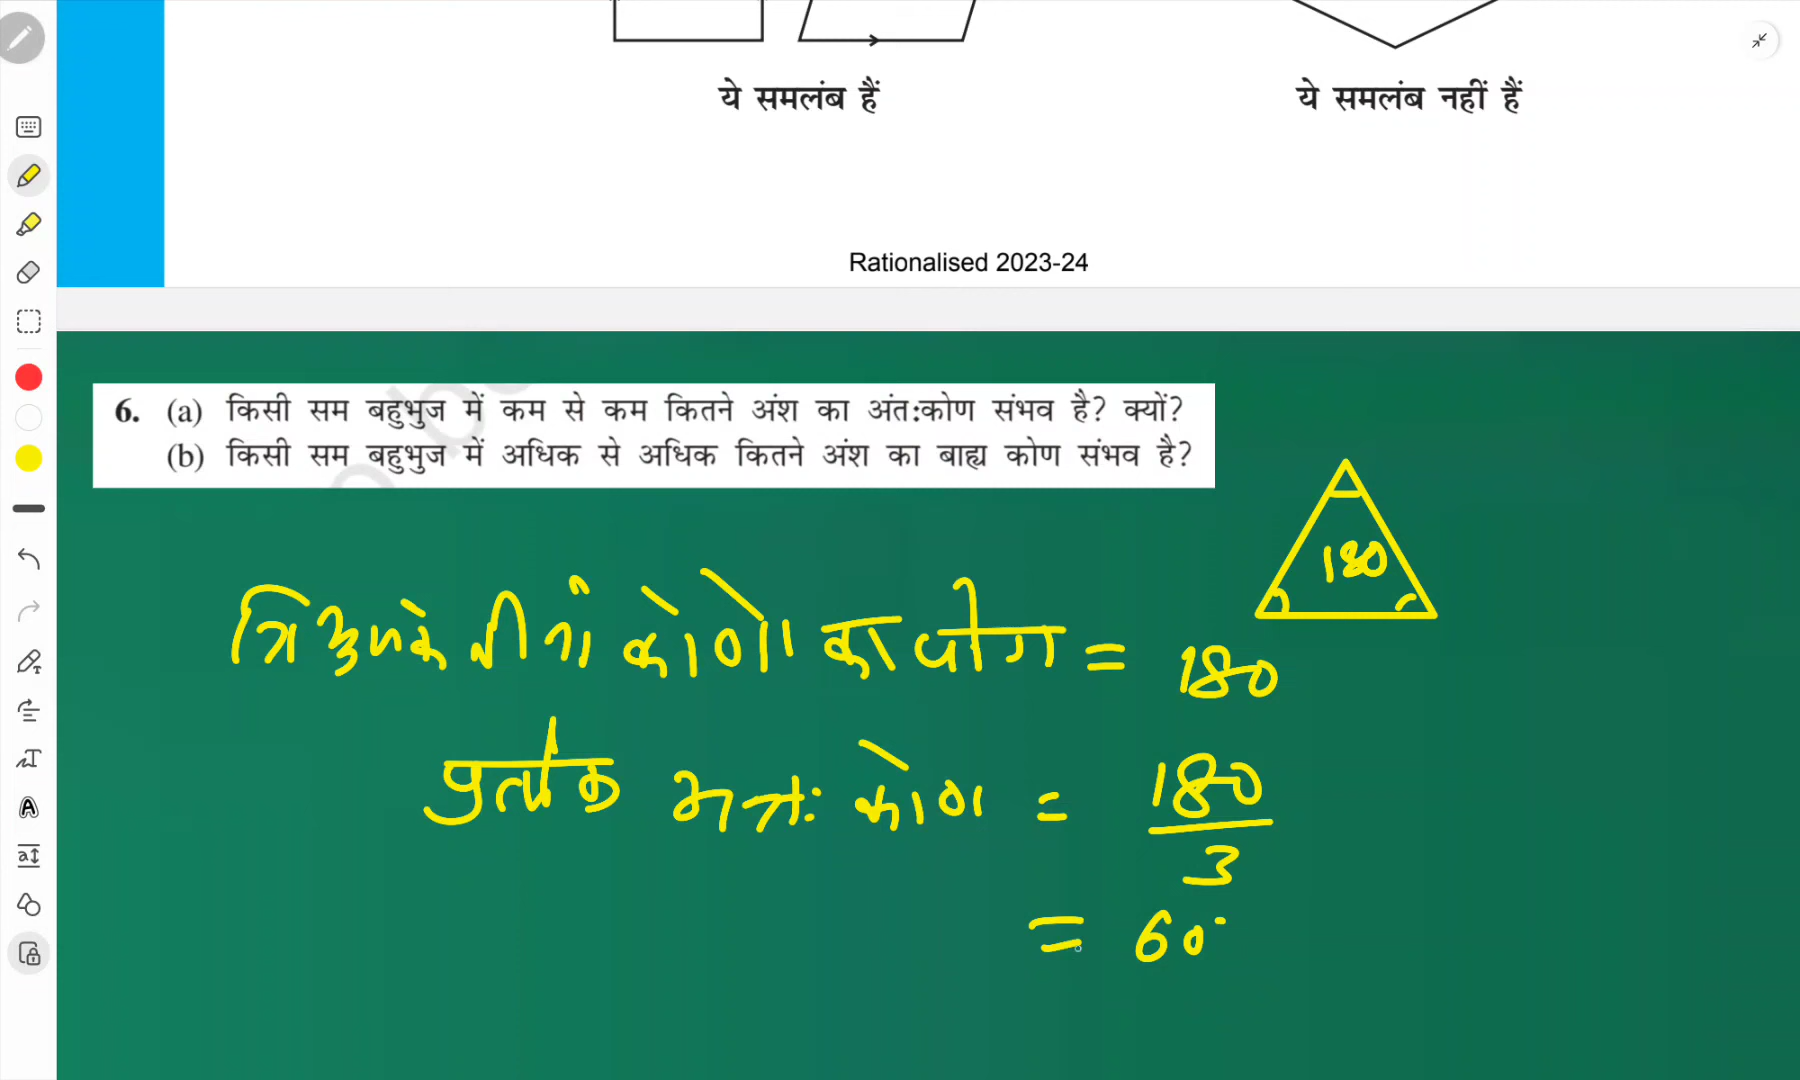 ये समलंब हैं
ये समलंब नहीं हैं
Rationalised 2023-24
6. (a) किसी सम बहुभुज में कम से कम कितने अंश का अंत:कोण संभव है? क्यों?
(b) किसी सम बहुभुज में अधिक से अधिक कितने अंश का बाह्य कोण संभव है?
180
त्रिभुज के तीनों कोणों का योग = 180
प्रत्येक अन्तः कोण = 180/3
= 60°